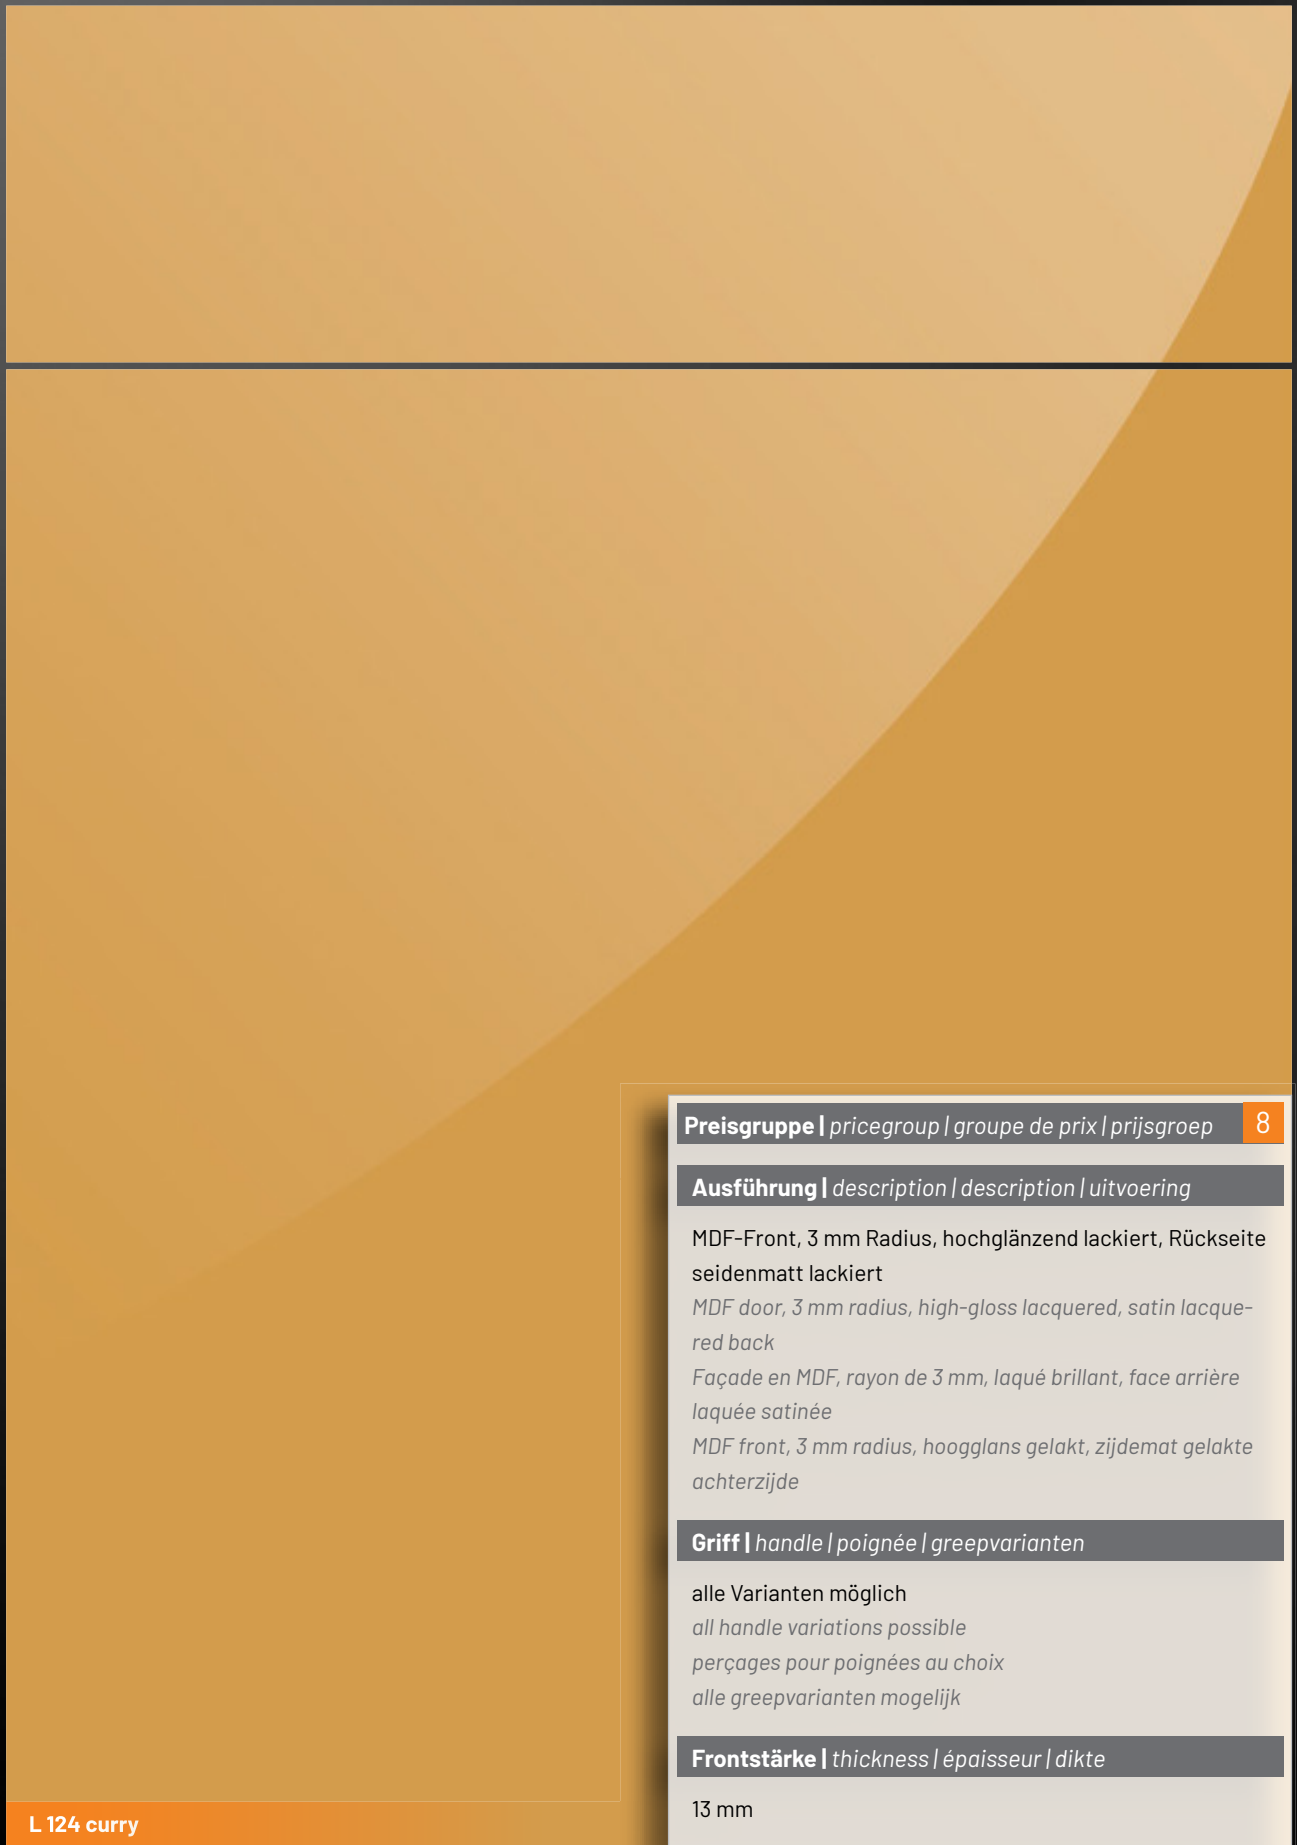 Preisgruppe | pricegroup | groupe de prix | prijsgroep 8
Ausführung | description | description | uitvoering
MDF-Front, 3 mm Radius, hochglänzend lackiert, Rückseite
seidenmatt lackiert
MDF door, 3 mm radius, high-gloss lacquered, satin lacque-
red back
Façade en MDF, rayon de 3 mm, laqué brillant, face arrière
laquée satinée
MDF front, 3 mm radius, hoogglans gelakt, zijdemat gelakte
achterzijde
Griff | handle | poignée | greepvarianten
alle Varianten möglich
all handle variations possible
perçages pour poignées au choix
alle greepvarianten mogelijk
Frontstärke | thickness | épaisseur | dikte
13 mm
L 124 curry